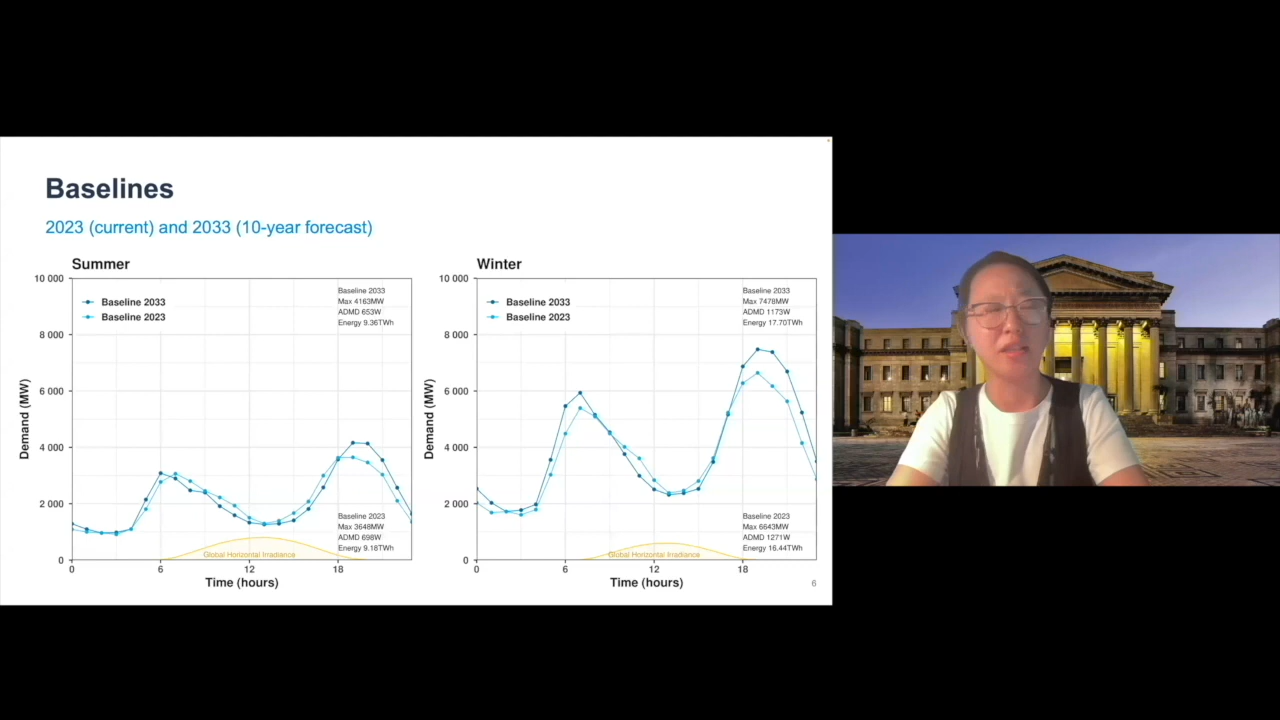 Baselines
2023 (current) and 2033 (10-year forecast)
Summer
10 000
8 000
6 000
4 000
2 000
0
Demand (MW)
Baseline 2033
Baseline 2023
Baseline 2033
Max 4163MW
ADMD 653W
Energy 9.36TWh
Baseline 2023
Max 3648MW
ADMD 698W
Energy 9.18TWh
Global Horizontal Irradiance
0
6
12
18
Time (hours)
Winter
10 000
8 000
6 000
4 000
2 000
0
Demand (MW)
Baseline 2033
Baseline 2023
Baseline 2033
Max 7478MW
ADMD 1173W
Energy 17.70TWh
Baseline 2023
Max 6643MW
ADMD 1271W
Energy 16.44TWh
Global Horizontal Irradiance
0
6
12
18
Time (hours)
6